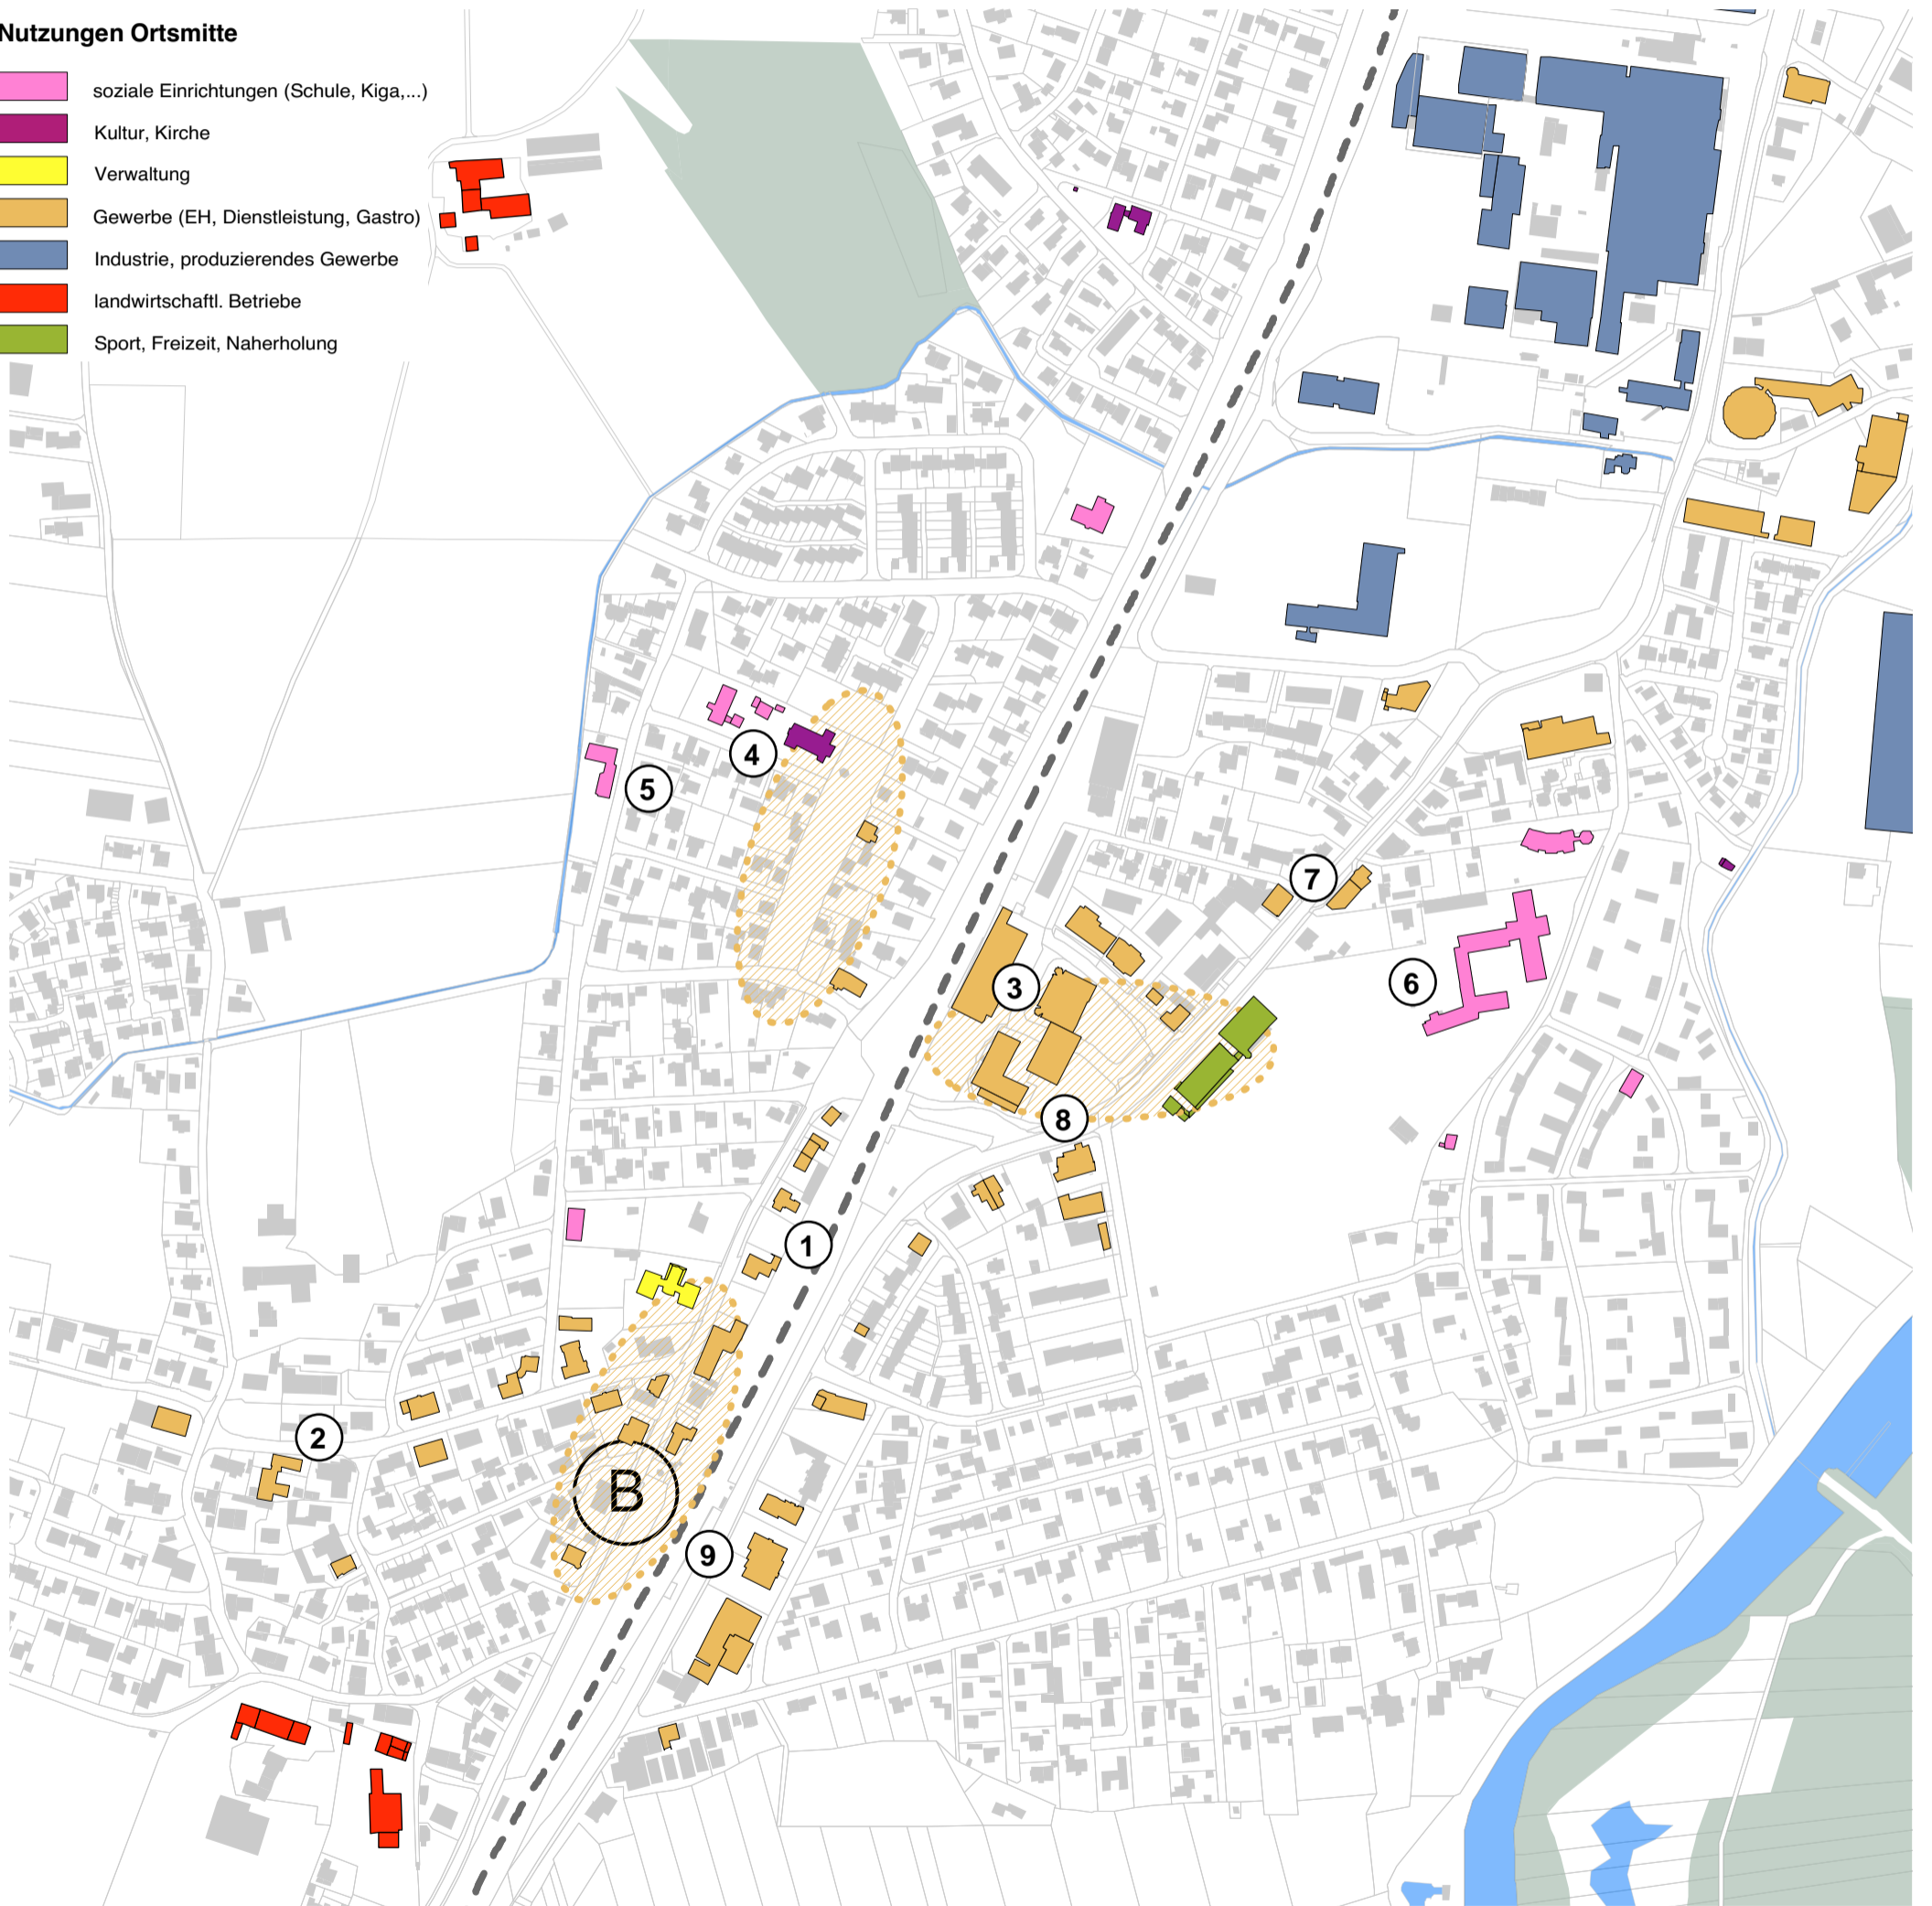 Nutzungen Ortsmitte
soziale Einrichtungen (Schule, Kiga,...)
Kultur, Kirche
Verwaltung
Gewerbe (EH, Dienstleistung, Gastro)
Industrie, produzierendes Gewerbe
landwirtschaftl. Betriebe
Sport, Freizeit, Naherholung
4
5
7
3
6
8
1
2
B
9